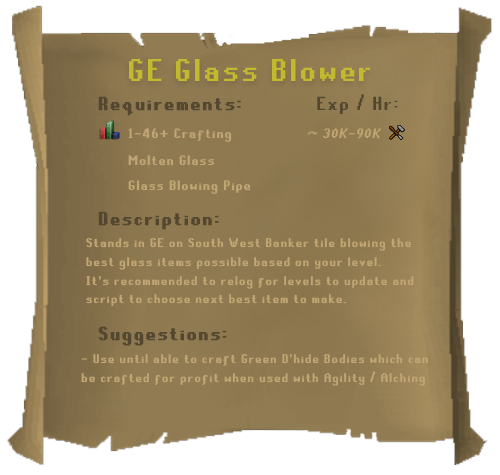 GE Glass Blower
Requirements: Exp / Hr:
1-46+ Crafting ~ 30K-90K
Molten Glass
Glass Blowing Pipe
Description:
Stands in GE on South West Banker tile blowing the
best glass items possible based on your level.
It's recommended to relog for levels to update and
script to choose next best item to make.
Suggestions:
- Use until able to craft Green D'hide Bodies which can
be crafted for profit when used with Agility / Alching